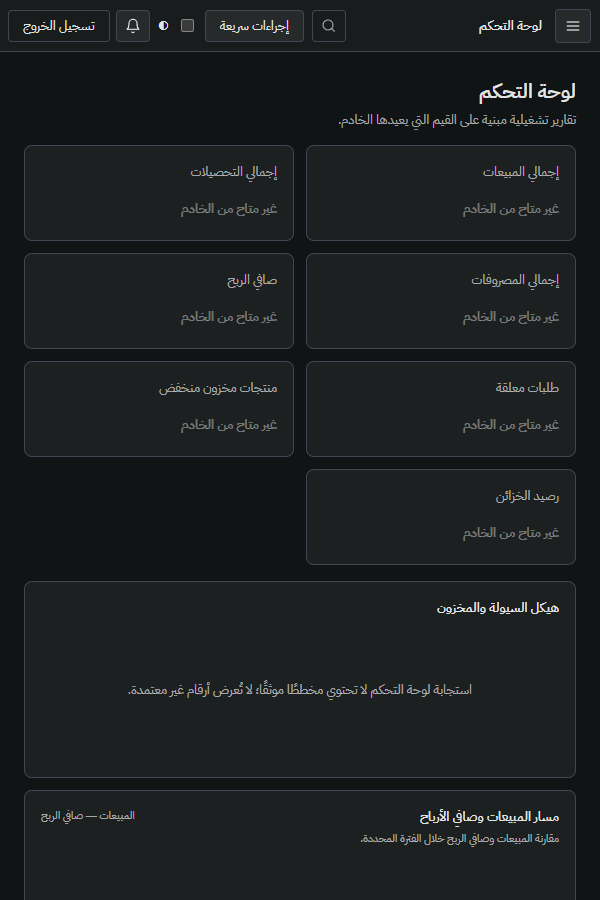 لوحة التحكم
إجراءات سريعة
تسجيل الخروج
لوحة التحكم
تقارير تشغيلية مبنية على القيم التي يعيدها الخادم.
إجمالي المبيعات
غير متاح من الخادم
إجمالي التحصيلات
غير متاح من الخادم
إجمالي المصروفات
غير متاح من الخادم
صافي الربح
غير متاح من الخادم
طلبات معلقة
غير متاح من الخادم
منتجات مخزون منخفض
غير متاح من الخادم
رصيد الخزائن
غير متاح من الخادم
هيكل السيولة والمخزون
استجابة لوحة التحكم لا تحتوي مخططًا موثقًا؛ لا تُعرض أرقام غير معتمدة.
مسار المبيعات وصافي الأرباح
المبيعات — صافي الربح
مقارنة المبيعات وصافي الربح خلال الفترة المحددة.